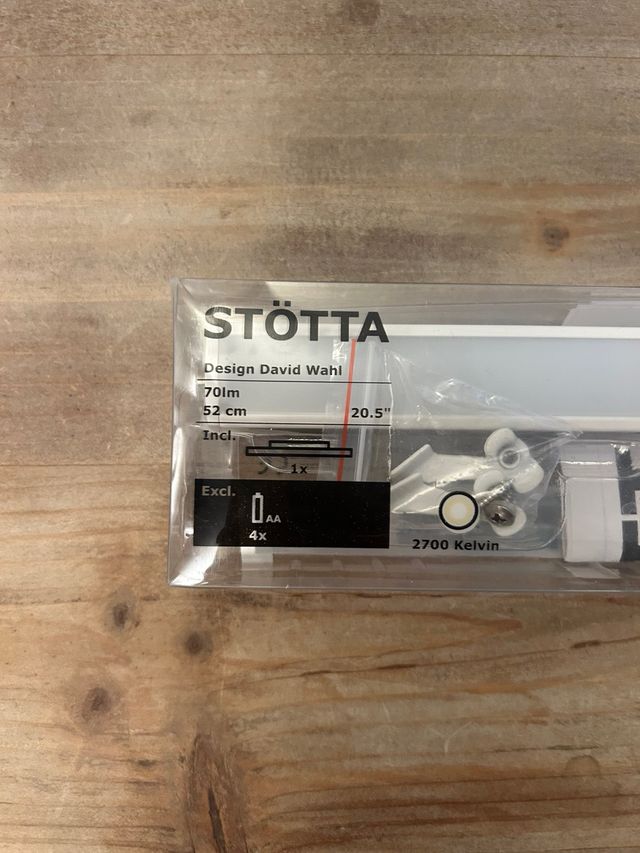 STÖTTA
Design David Wahl
70lm
52 cm 20.5"
Incl.
1x
Excl.
AA
4x
2700 Kelvin